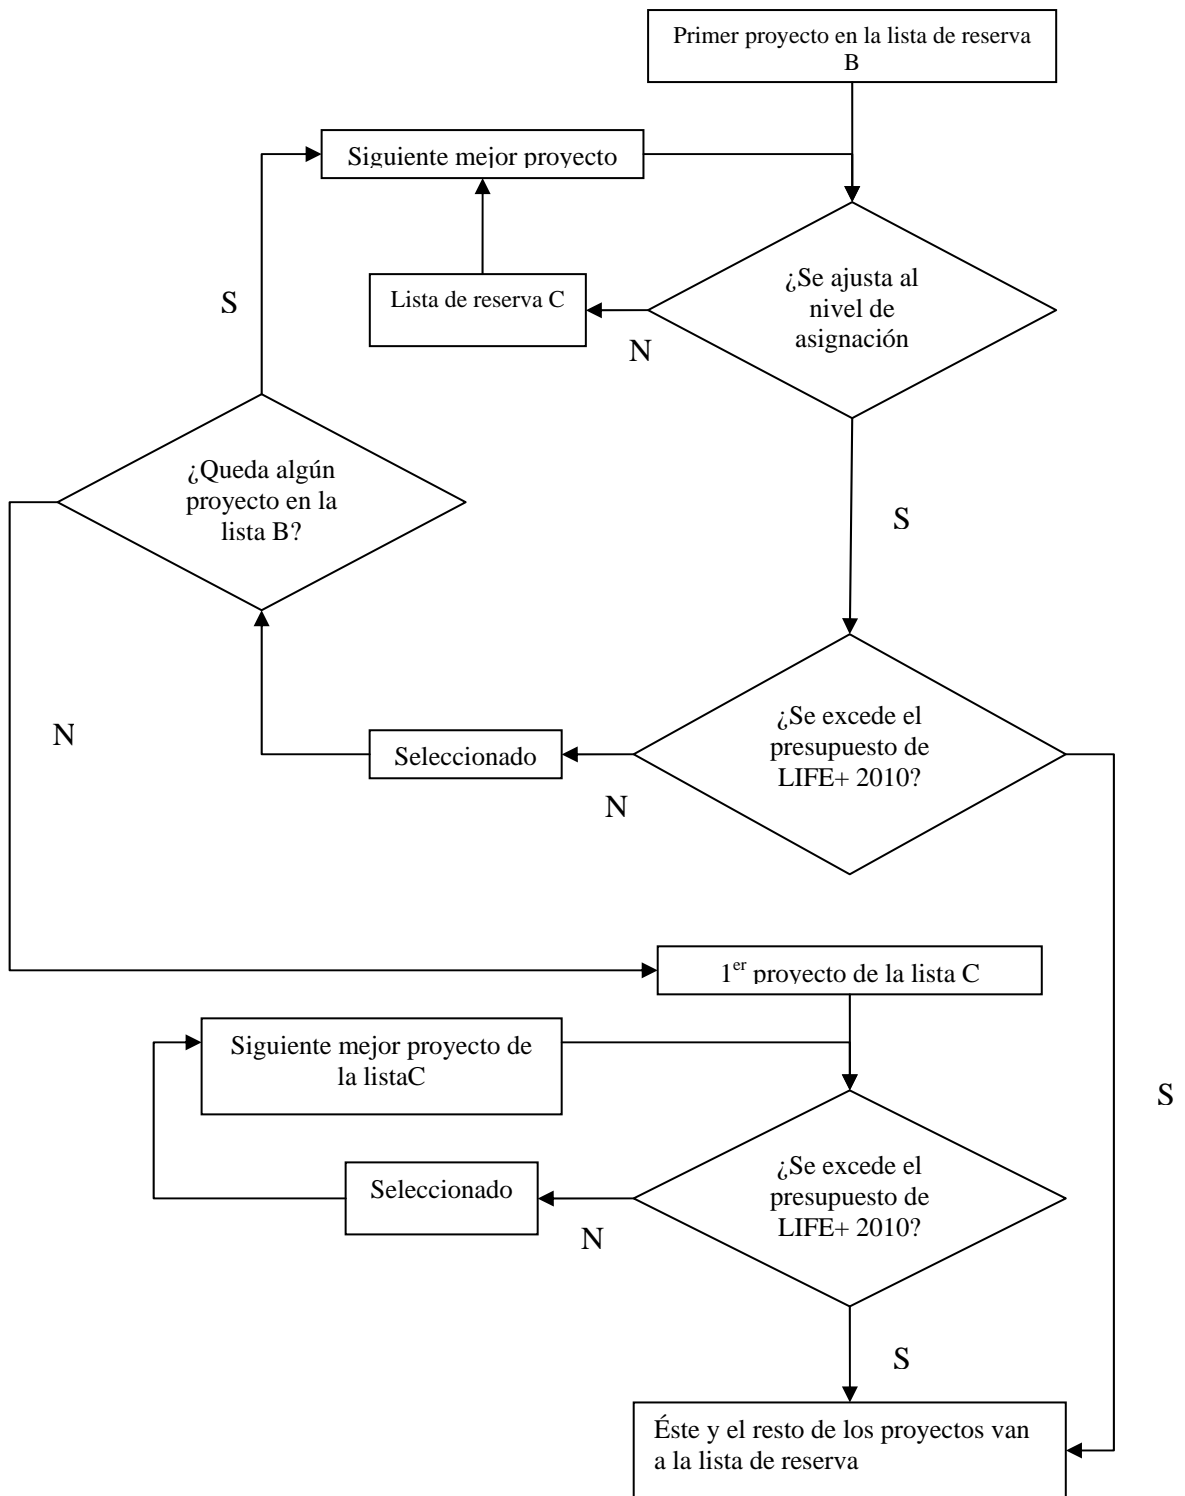 Primer proyecto en la lista de reserva
B
Siguiente mejor proyecto
¿Se ajusta al
nivel de
asignación
Lista de reserva C
S
N
¿Queda algún
proyecto en la
lista B?
S
¿Se excede el
presupuesto de
LIFE+ 2010?
N
Seleccionado
N
1er proyecto de la lista C
Siguiente mejor proyecto de
la listaC
S
¿Se excede el
presupuesto de
LIFE+ 2010?
Seleccionado
N
S
Éste y el resto de los proyectos van
a la lista de reserva